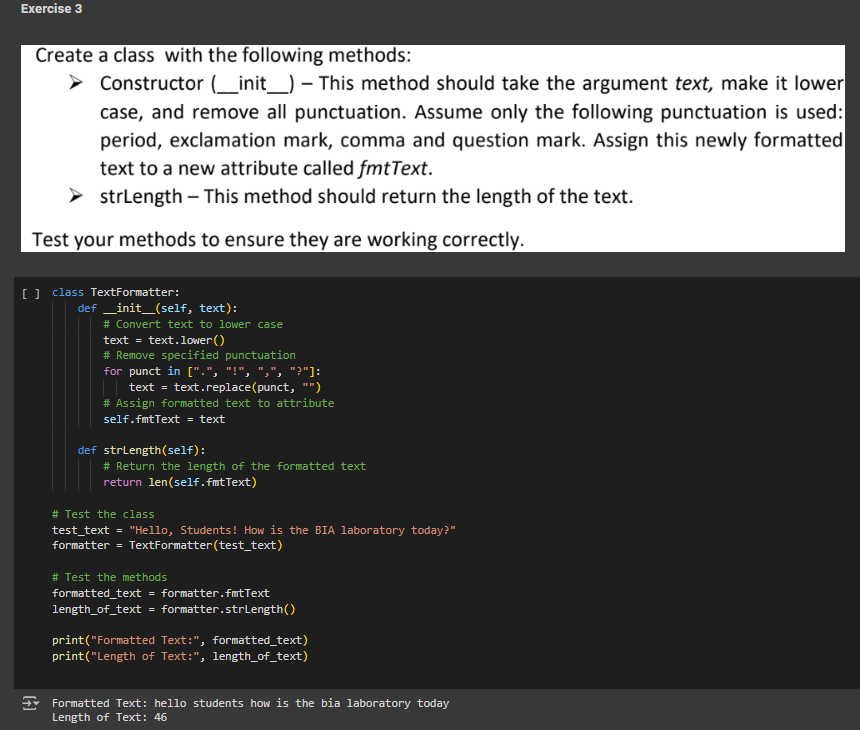 Exercise 3
Create a class  with the following methods:
➢ Constructor (__init__) – This method should take the argument text, make it lower
case, and remove all punctuation. Assume only the following punctuation is used:
period, exclamation mark, comma and question mark. Assign this newly formatted
text to a new attribute called fmtText.
➢ strLength – This method should return the length of the text.
Test your methods to ensure they are working correctly.
[ ] class TextFormatter:
    def __init__(self, text):
        # Convert text to lower case
        text = text.lower()
        # Remove specified punctuation
        for punct in [".", "!", ",", "?"]:
            text = text.replace(punct, "")
        # Assign formatted text to attribute
        self.fmtText = text
    def strLength(self):
        # Return the length of the formatted text
        return len(self.fmtText)
# Test the class
test_text = "Hello, Students! How is the BIA laboratory today?"
formatter = TextFormatter(test_text)
# Test the methods
formatted_text = formatter.fmtText
length_of_text = formatter.strLength()
print("Formatted Text:", formatted_text)
print("Length of Text:", length_of_text)
Formatted Text: hello students how is the bia laboratory today
Length of Text: 46